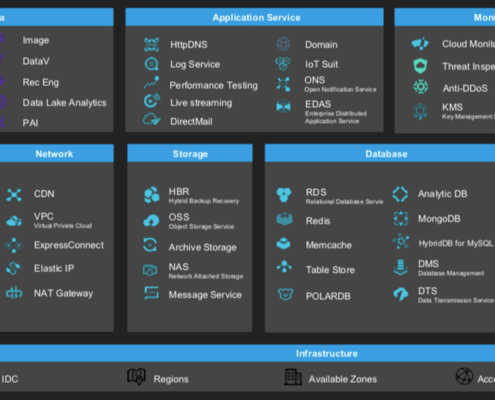 a
Image
DataV
Rec Eng
Data Lake Analytics
PAI
Application Service
HttpDNS
Log Service
Performance Testing
Live streaming
DirectMail
Domain
IoT Suit
ONS
Open Notification Service
EDAS
Enterprise Distributed
Application Service
Moni
Cloud Monito
Threat Inspe
Anti-DDoS
KMS
Key Management S
Network
CDN
VPC
Virtual Private Cloud
ExpressConnect
Elastic IP
NAT Gateway
Storage
HBR
Hybrid Backup Recovery
OSS
Object Storage Service
Archive Storage
NAS
Network Attached Storage
Message Service
Database
RDS
Relational Database Servie
Redis
Memcache
Table Store
POLARDB
Analytic DB
MongoDB
HybridDB for MySQL
DMS
Database Management
DTS
Data Transmission Service
Infrastructure
IDC
Regions
Available Zones
Acce